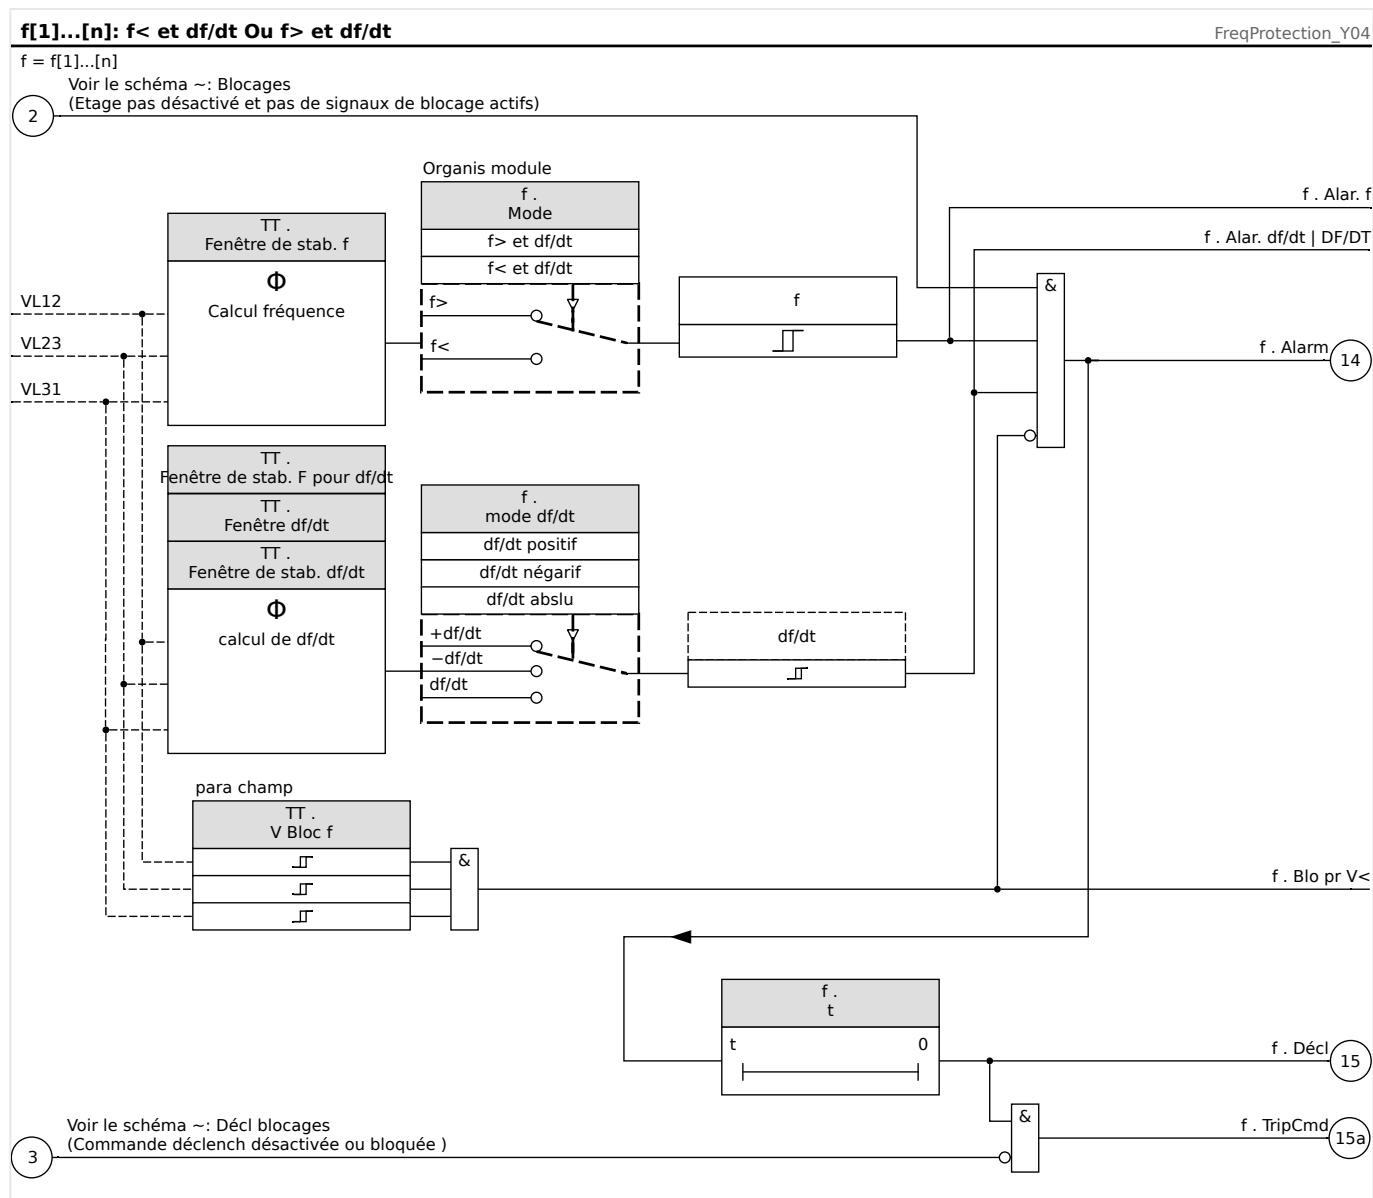 f[1]...[n]: f< et df/dt Ou f> et df/dt
FreqProtection_Y04
f = f[1]...[n]
Voir le schéma ~: Blocages
(Etage pas désactivé et pas de signaux de blocage actifs)
2
Organis module
f .
Mode
f> et df/dt
f< et df/dt
f>
f<
TT .
Fenêtre de stab. f
Φ
Calcul fréquence
VL12
VL23
VL31
f
f . Alar. f
f . Alar. df/dt | DF/DT
&
f . Alarm
14
TT .
Fenêtre de stab. F pour df/dt
TT .
Fenêtre df/dt
TT .
Fenêtre de stab. df/dt
Φ
calcul de df/dt
f .
mode df/dt
df/dt positif
df/dt négarif
df/dt abslu
+df/dt
−df/dt
df/dt
df/dt
para champ
TT .
V Bloc f
&
f . Blo pr V<
f .
t
t
0
f . Décl
15
Voir le schéma ~: Décl blocages
(Commande déclench désactivée ou bloquée )
3
&
f . TripCmd
15a